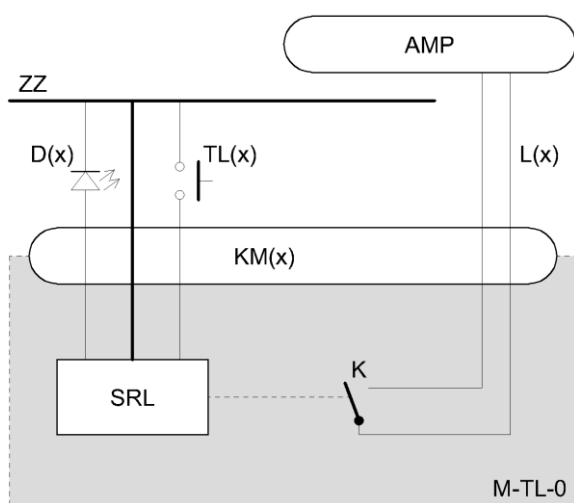 AMP
ZZ
D(x) TL(x) L(x)
KM(x)
K
SRL
M-TL-0